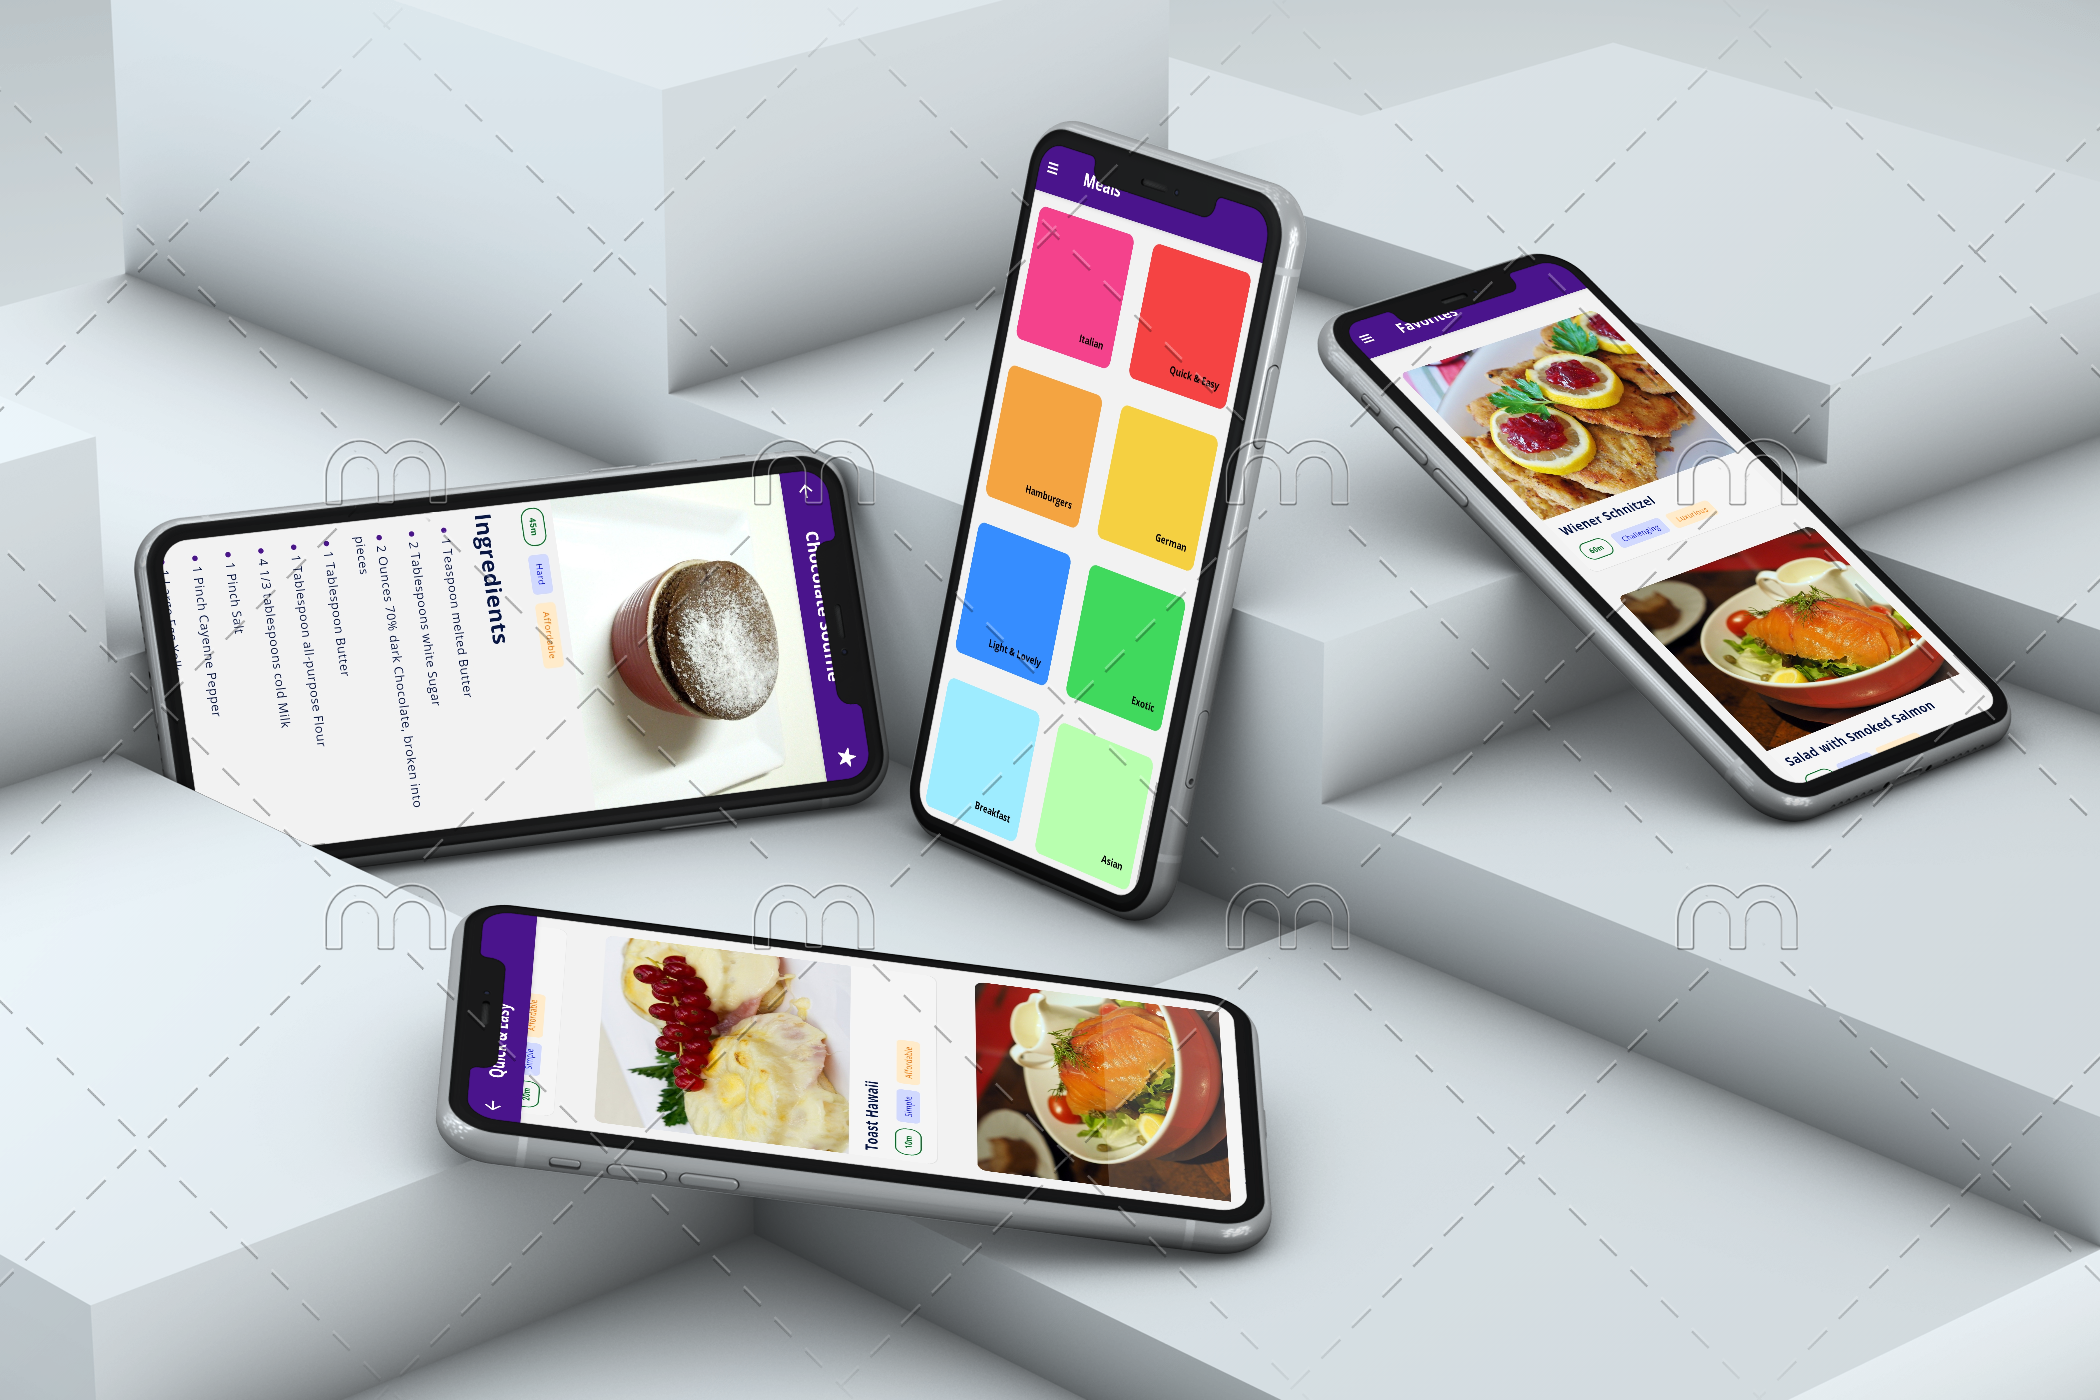 Meals
Italian
Quick & Easy
Hamburgers
German
Light & Lovely
Exotic
Breakfast
Asian
Favorites
Wiener Schnitzel
60m
Challenging
Luxurious
Salad with Smoked Salmon
Chocolate Souffle
45m
Hard
Affordable
Ingredients
1 Teaspoon melted Butter
2 Tablespoons white Sugar
2 Ounces 70% dark Chocolate, broken into
pieces
1 Tablespoon Butter
1 Tablespoon all-purpose Flour
4 1/3 tablespoons cold Milk
1 Pinch Salt
1 Pinch Cayenne Pepper
Quick & Easy
20m
Simple
Affordable
Toast Hawaii
10m
Simple
Affordable
m
m
m
m
m
m
m
m